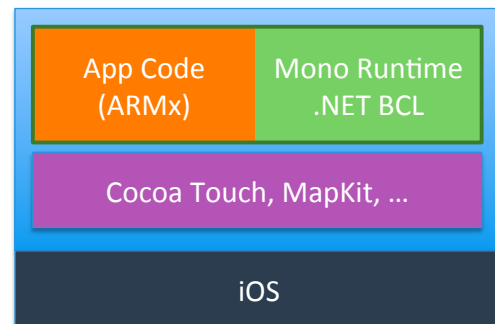 App Code
(ARMx)
Mono Runtime
.NET BCL
Cocoa Touch, MapKit, ...
iOS